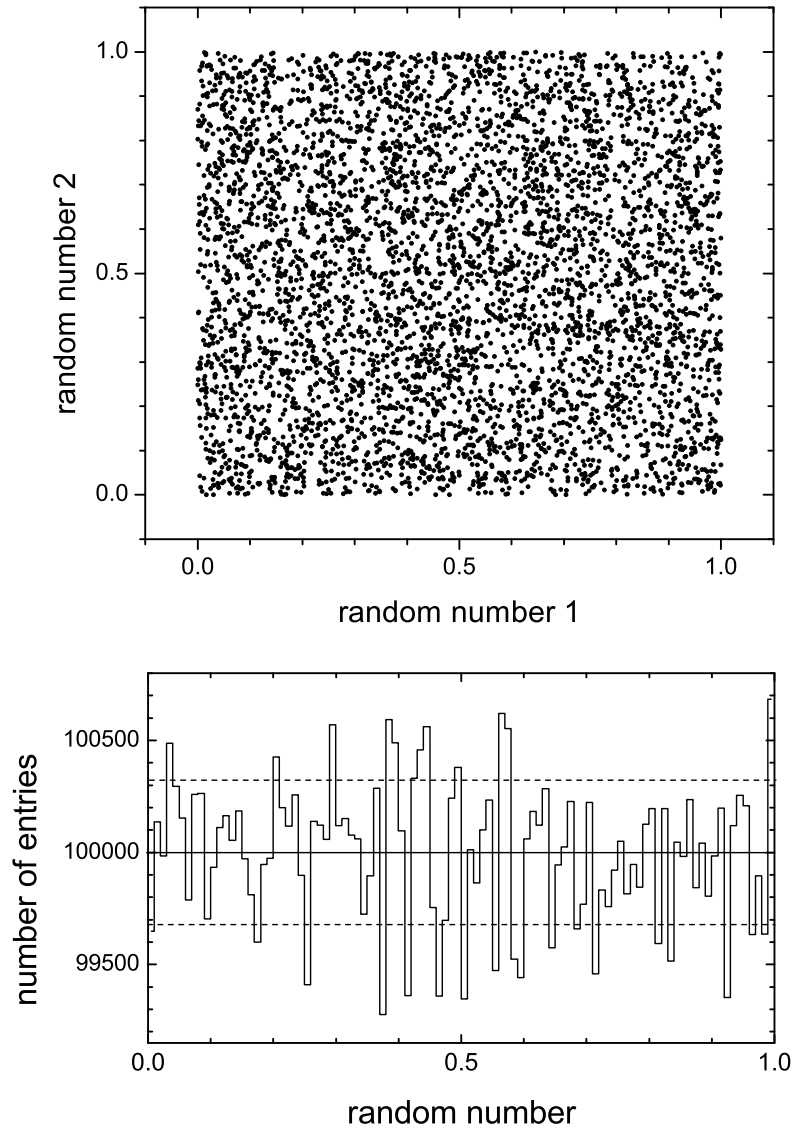 1.0
0.5
0.0
random number 2
0.0 0.5 1.0
random number 1
100500
100000
99500
number of entries
0.0 0.5 1.0
random number